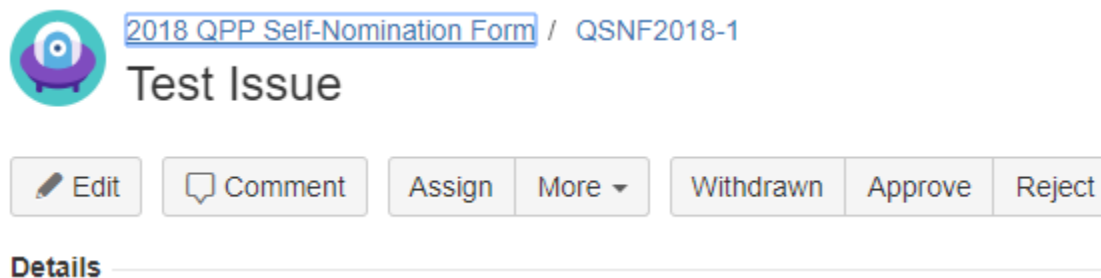 2018 QPP Self-Nomination Form / QSNF2018-1
Test Issue
Edit Comment Assign More Withdrawn Approve Reject
Details